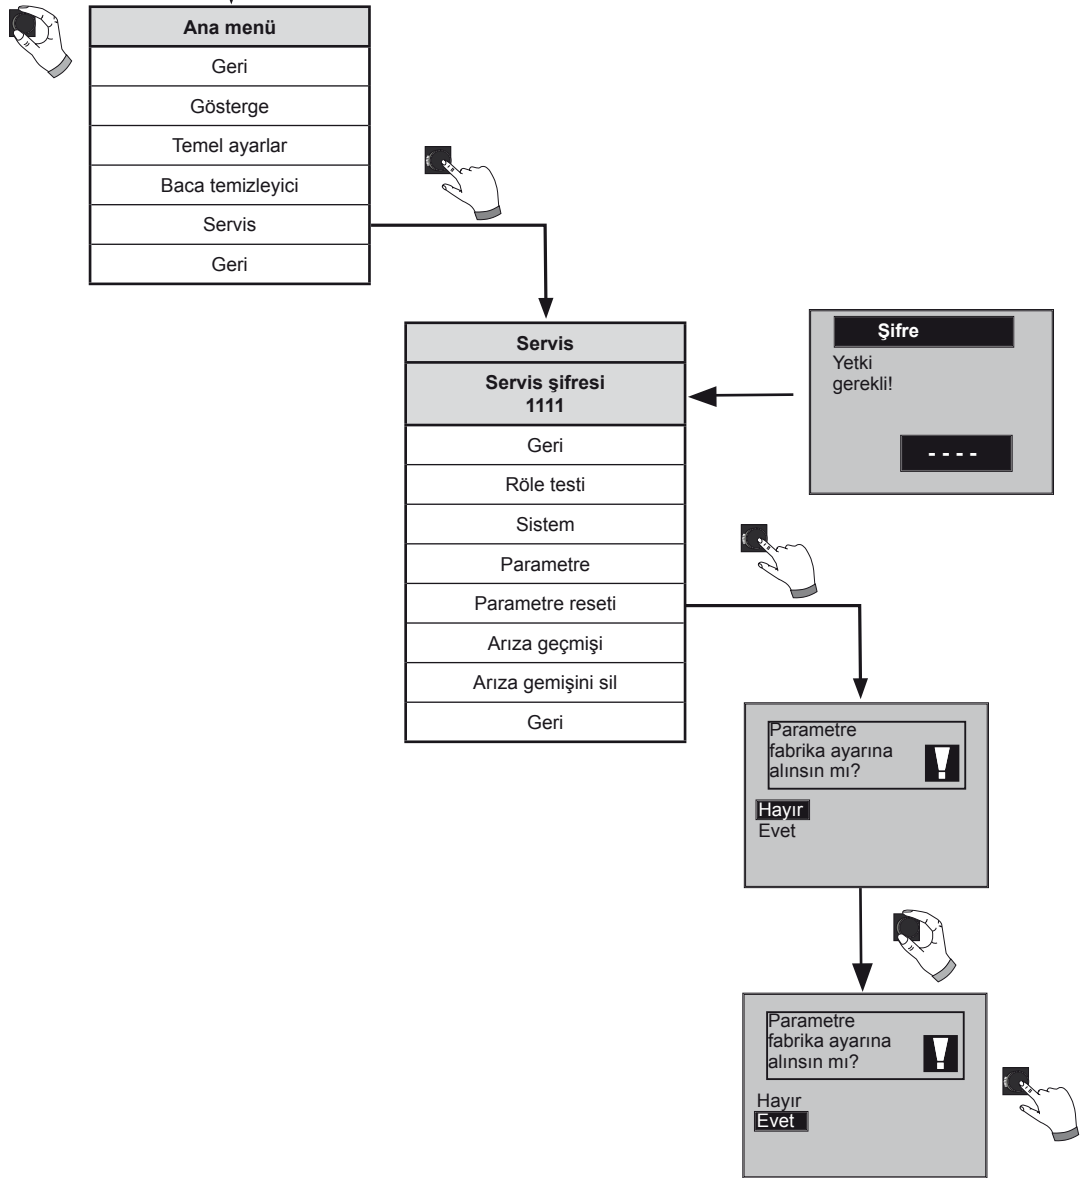 Ana menü
Geri
Gösterge
Temel ayarlar
Baca temizleyici
Servis
Geri
Servis
Servis şifresi
1111
Geri
Röle testi
Sistem
Parametre
Parametre reseti
Arıza geçmişi
Arıza gemişini sil
Geri
Şifre
Yetki
gerekli!
- - - -
Parametre
fabrika ayarına
alınsın mı?
!
Hayır
Evet
Parametre
fabrika ayarına
alınsın mı?
!
Hayır
Evet